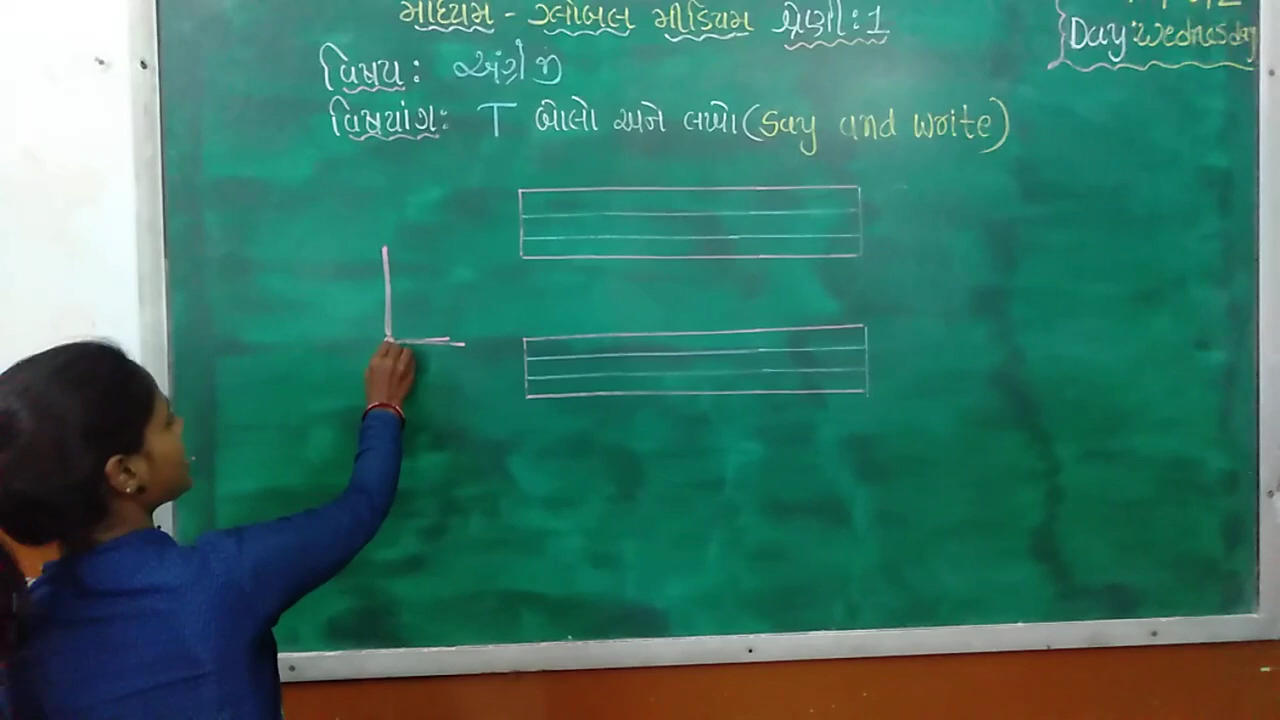 માધ્યમ - ગ્લોબલ મીડિયમ શ્રેણી : 1
Day: Wednesday
વિષય : અંગ્રેજી
વિષયાંગ: T બોલો અને લખો (Say and write)